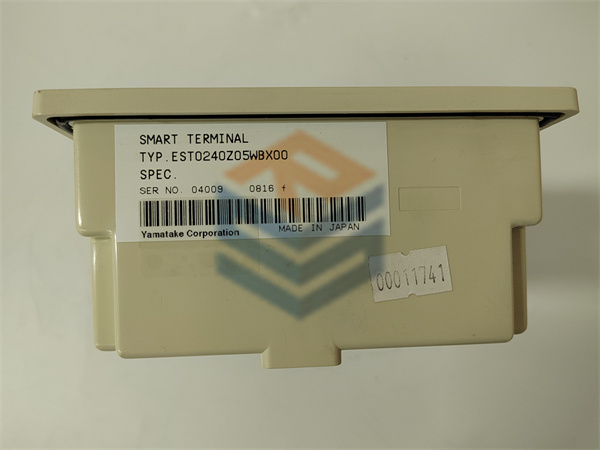 SMART TERMINAL
TYP.EST0240Z05WBX00
SPEC.
SER NO. 04009 0816 f
Yamatake Corporation MADE IN JAPAN
00011741